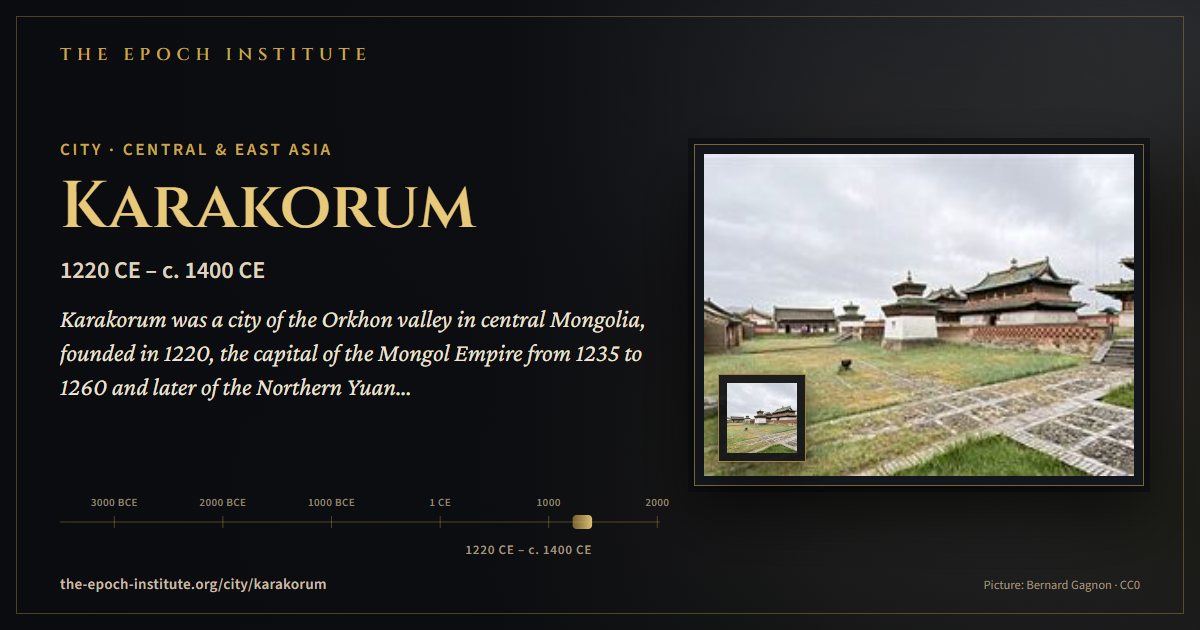 THE EPOCH INSTITUTE
CITY · CENTRAL & EAST ASIA
KARAKORUM
1220 CE – c. 1400 CE
Karakorum was a city of the Orkhon valley in central Mongolia,
founded in 1220, the capital of the Mongol Empire from 1235 to
1260 and later of the Northern Yuan...
3000 BCE 2000 BCE 1000 BCE 1 CE 1000 2000
1220 CE – c. 1400 CE
the-epoch-institute.org/city/karakorum
Picture: Bernard Gagnon · CC0